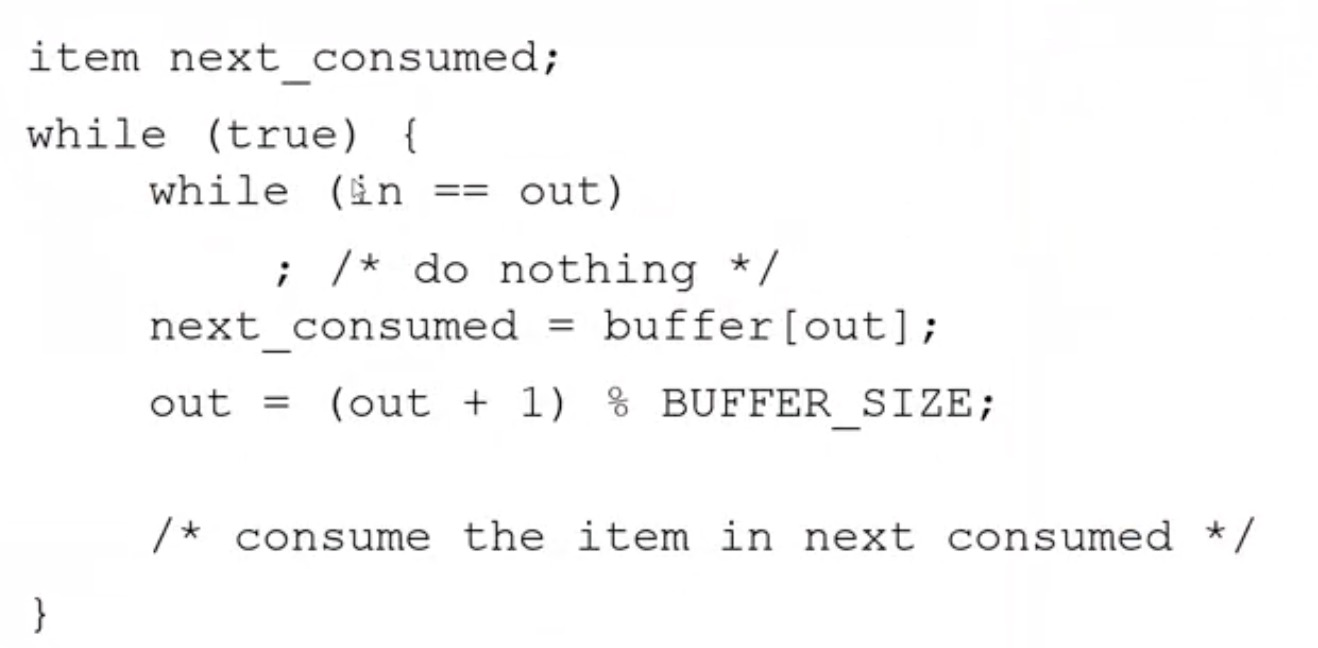 item next_consumed;
while (true) {
while (in == out)
; /* do nothing */
next_consumed = buffer[out];
out = (out + 1) % BUFFER_SIZE;
/* consume the item in next consumed */
}